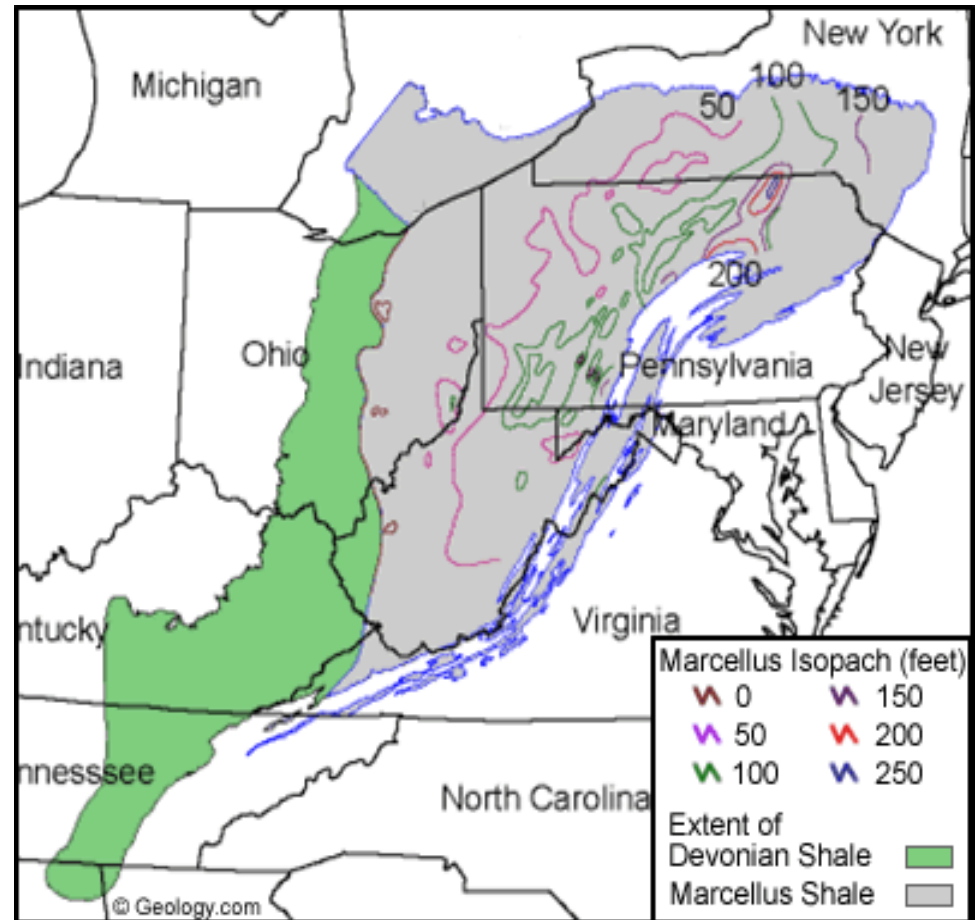 New York
Michigan
100
50
150
200
Indiana
Ohio
Pennsylvania
New
Jersey
Maryland
Virginia
ntucky
nnesssee
North Carolina
Marcellus Isopach (feet)
0
150
50
200
100
250
Extent of
Devonian Shale
Marcellus Shale
© Geology.com